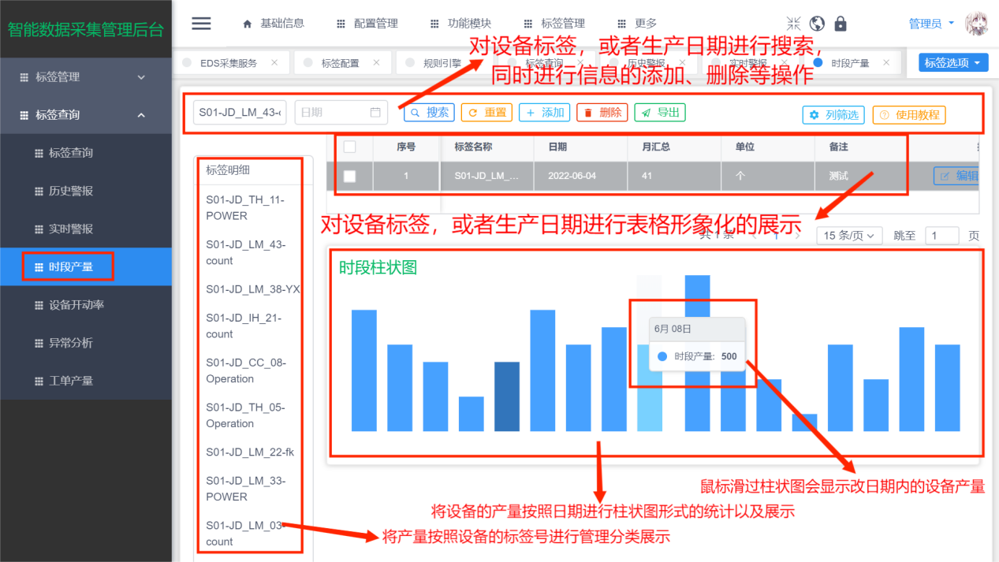 智能数据采集管理后台
基础信息
配置管理
功能模块
标签管理
更多
管理员
对设备标签，或者生产日期进行搜索，
同时进行信息的添加、删除等操作
EDS采集服务 ×
标签配置 ×
规则引擎
标签查询 ×
历史警报 ×
实时警报 ×
时段产量 ×
标签选项
标签管理
标签查询
标签查询
历史警报
实时警报
时段产量
设备开动率
异常分析
工单产量
S01-JD_LM_43-
日期
搜索
重置
添加
删除
导出
列筛选
使用教程
序号 标签名称 日期 月汇总 单位 备注
1 S01-JD_LM_... 2022-06-04 41 个 测试
编辑
对设备标签，或者生产日期进行表格形象化的展示
共 1 条
1
15 条/页
跳至 1 页
标签明细
S01-JD_TH_11-
POWER
S01-JD_LM_43-
count
S01-JD_LM_38-YX
S01-JD_IH_21-
count
S01-JD_CC_08-
Operation
S01-JD_TH_05-
Operation
S01-JD_LM_22-fk
S01-JD_LM_33-
POWER
S01-JD_LM_03-
count
时段柱状图
6月 08日
时段产量: 500
鼠标滑过柱状图会显示改日期内的设备产量
将设备的产量按照日期进行柱状图形式的统计以及展示
将产量按照设备的标签号进行管理分类展示